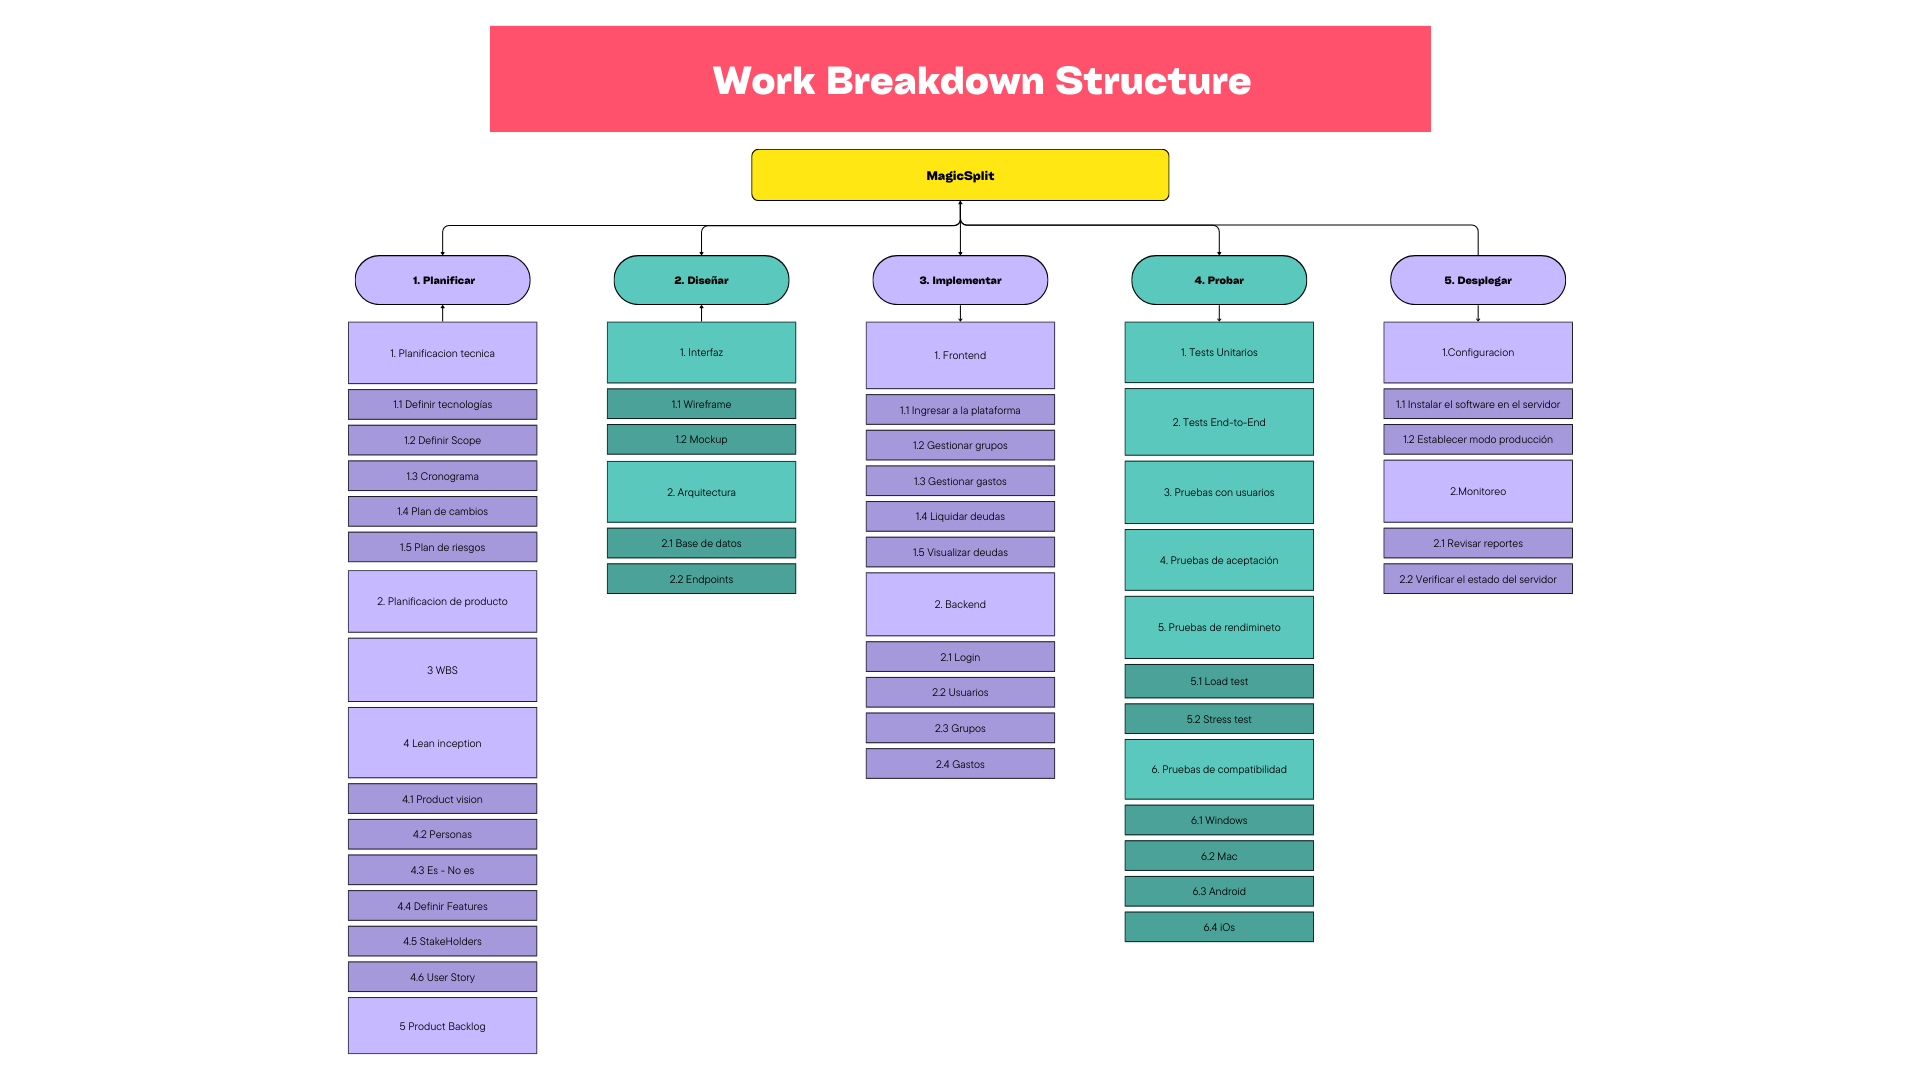 Work Breakdown Structure
MagicSplit
1. Planificar
1. Planificacion tecnica
1.1 Definir tecnologías
1.2 Definir Scope
1.3 Cronograma
1.4 Plan de cambios
1.5 Plan de riesgos
2. Planificacion de producto
3 WBS
4 Lean inception
4.1 Product vision
4.2 Personas
4.3 Es - No es
4.4 Definir Features
4.5 StakeHolders
4.6 User Story
5 Product Backlog
2. Diseñar
1. Interfaz
1.1 Wireframe
1.2 Mockup
2. Arquitectura
2.1 Base de datos
2.2 Endpoints
3. Implementar
1. Frontend
1.1 Ingresar a la plataforma
1.2 Gestionar grupos
1.3 Gestionar gastos
1.4 Liquidar deudas
1.5 Visualizar deudas
2. Backend
2.1 Login
2.2 Usuarios
2.3 Grupos
2.4 Gastos
4. Probar
1. Tests Unitarios
2. Tests End-to-End
3. Pruebas con usuarios
4. Pruebas de aceptación
5. Pruebas de rendimineto
5.1 Load test
5.2 Stress test
6. Pruebas de compatibilidad
6.1 Windows
6.2 Mac
6.3 Android
6.4 iOs
5. Desplegar
1.Configuracion
1.1 Instalar el software en el servidor
1.2 Establecer modo producción
2.Monitoreo
2.1 Revisar reportes
2.2 Verificar el estado del servidor